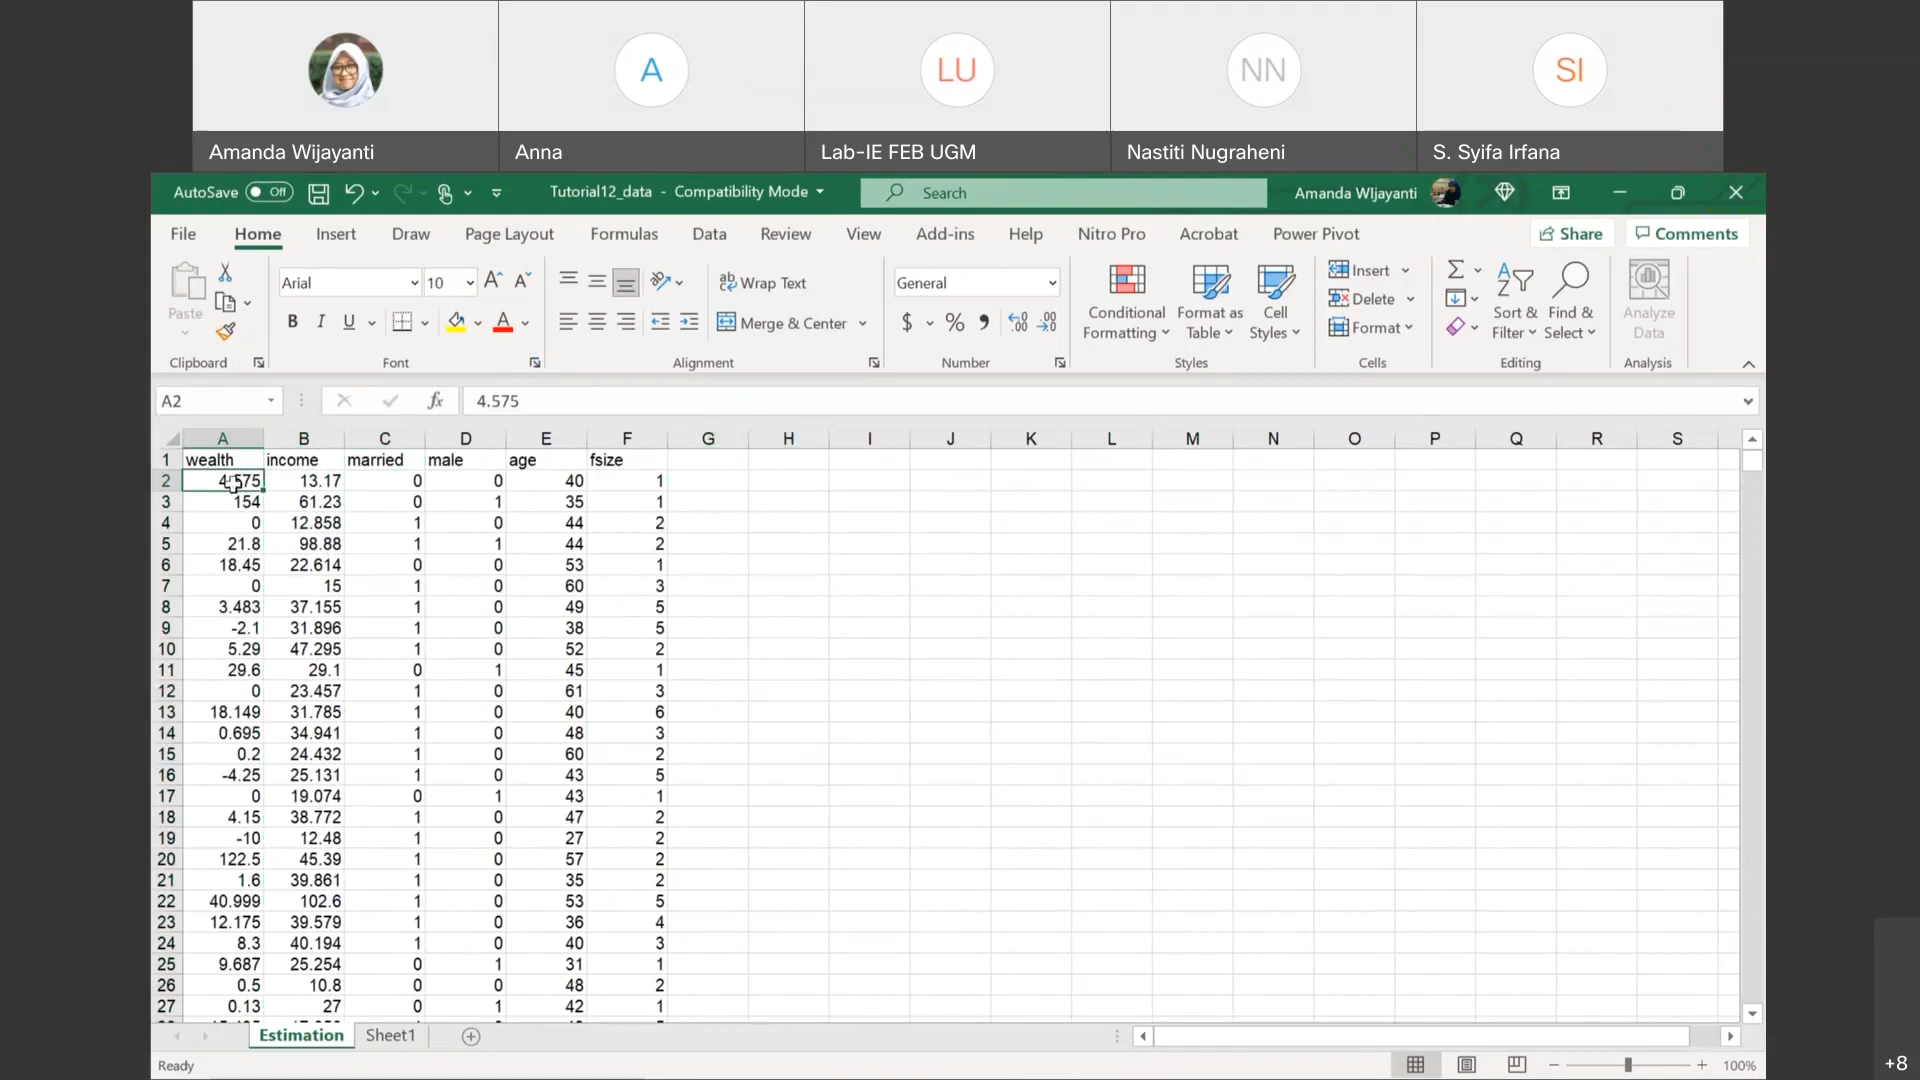 A
LU
NN
SI
Amanda Wijayanti
Anna
Lab-IE FEB UGM
Nastiti Nugraheni
S. Syifa Irfana
AutoSave Off
Tutorial12_data - Compatibility Mode
Search
Amanda WIjayanti
File Home Insert Draw Page Layout Formulas Data Review View Add-ins Help Nitro Pro Acrobat Power Pivot Share Comments
Paste
Clipboard
Arial 10
B I U
Font
Wrap Text
Merge & Center
Alignment
General
$ % 9
Number
Conditional Formatting
Format as Table
Cell Styles
Styles
Insert
Delete
Format
Cells
Sort & Filter
Find & Select
Editing
Analyze Data
Analysis
A2 fx 4.575
A B C D E F G H I J K L M N O P Q R S
1 wealth income married male age fsize
2 4.575 13.17 0 0 40 1
3 154 61.23 0 1 35 1
4 0 12.858 1 0 44 2
5 21.8 98.88 1 1 44 2
6 18.45 22.614 0 0 53 1
7 0 15 1 0 60 3
8 3.483 37.155 1 0 49 5
9 -2.1 31.896 1 0 38 5
10 5.29 47.295 1 0 52 2
11 29.6 29.1 0 1 45 1
12 0 23.457 1 0 61 3
13 18.149 31.785 1 0 40 6
14 0.695 34.941 1 0 48 3
15 0.2 24.432 1 0 60 2
16 -4.25 25.131 1 0 43 5
17 0 19.074 0 1 43 1
18 4.15 38.772 1 0 47 2
19 -10 12.48 1 0 27 2
20 122.5 45.39 1 0 57 2
21 1.6 39.861 1 0 35 2
22 40.999 102.6 1 0 53 5
23 12.175 39.579 1 0 36 4
24 8.3 40.194 1 0 40 3
25 9.687 25.254 0 1 31 1
26 0.5 10.8 0 0 48 2
27 0.13 27 0 1 42 1
Estimation Sheet1
Ready
100%
+8